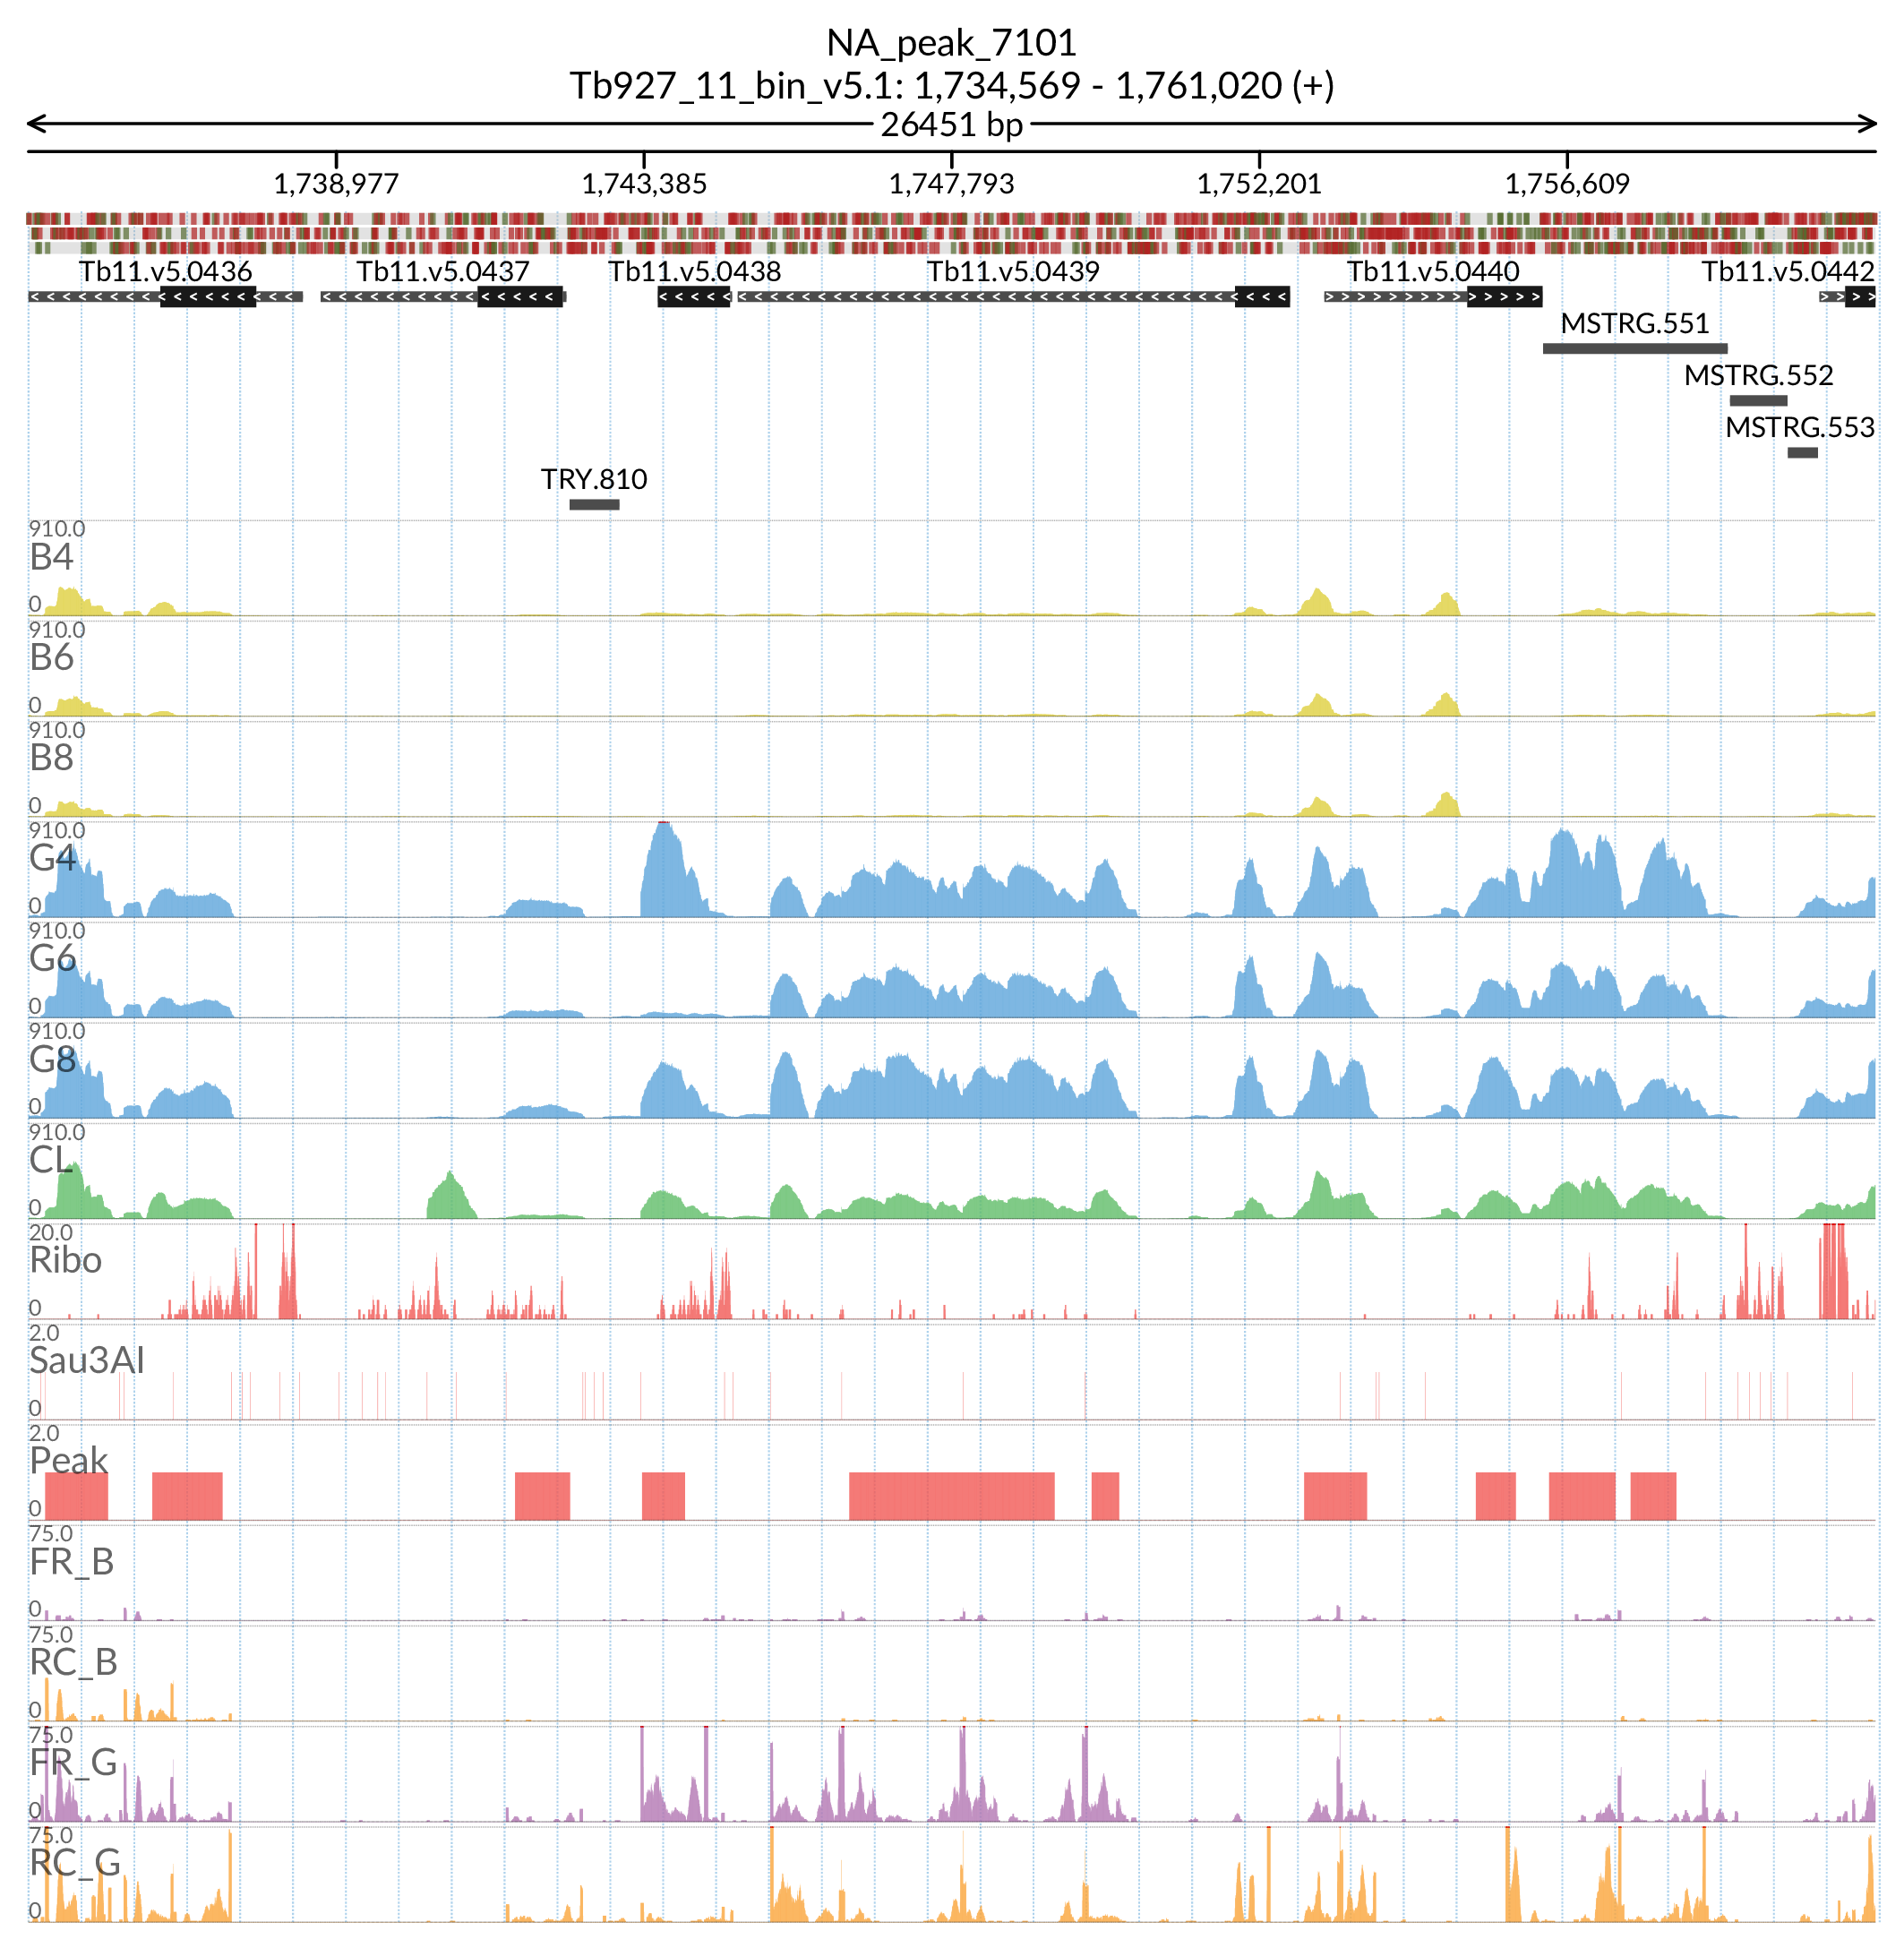 NA_peak_7101
Tb927_11_bin_v5.1: 1,734,569 - 1,761,020 (+)
26451 bp
1,738,977 1,743,385 1,747,793 1,752,201 1,756,609
Tb11.v5.0436 Tb11.v5.0437 Tb11.v5.0438 Tb11.v5.0439 Tb11.v5.0440 Tb11.v5.0442
MSTRG.551
MSTRG.552
MSTRG.553
TRY.810
910.0
B4
0
910.0
B6
0
910.0
B8
0
910.0
G4
0
910.0
G6
0
910.0
G8
0
910.0
CL
0
20.0
Ribo
0
2.0
Sau3AI
0
2.0
Peak
0
75.0
FR_B
0
75.0
RC_B
0
75.0
FR_G
0
75.0
RC_G
0